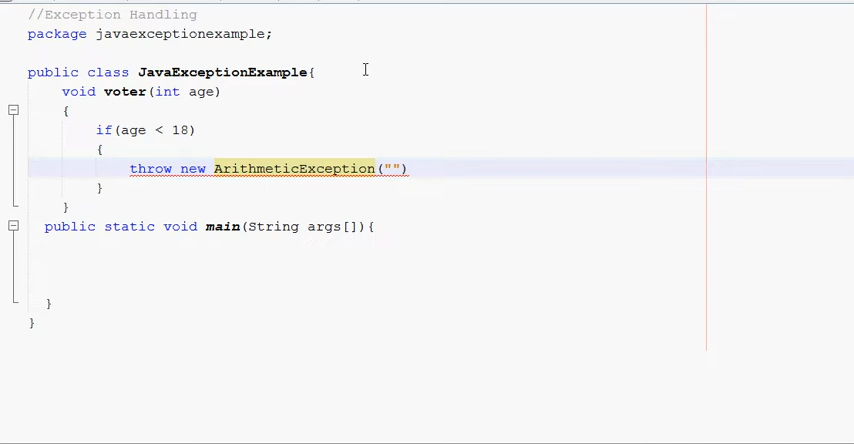 //Exception Handling
package javaexceptionexample;
public class JavaExceptionExample{
void voter(int age)
{
if(age < 18)
{
throw new ArithmeticException("")
}
}
public static void main(String args[]){
}
}